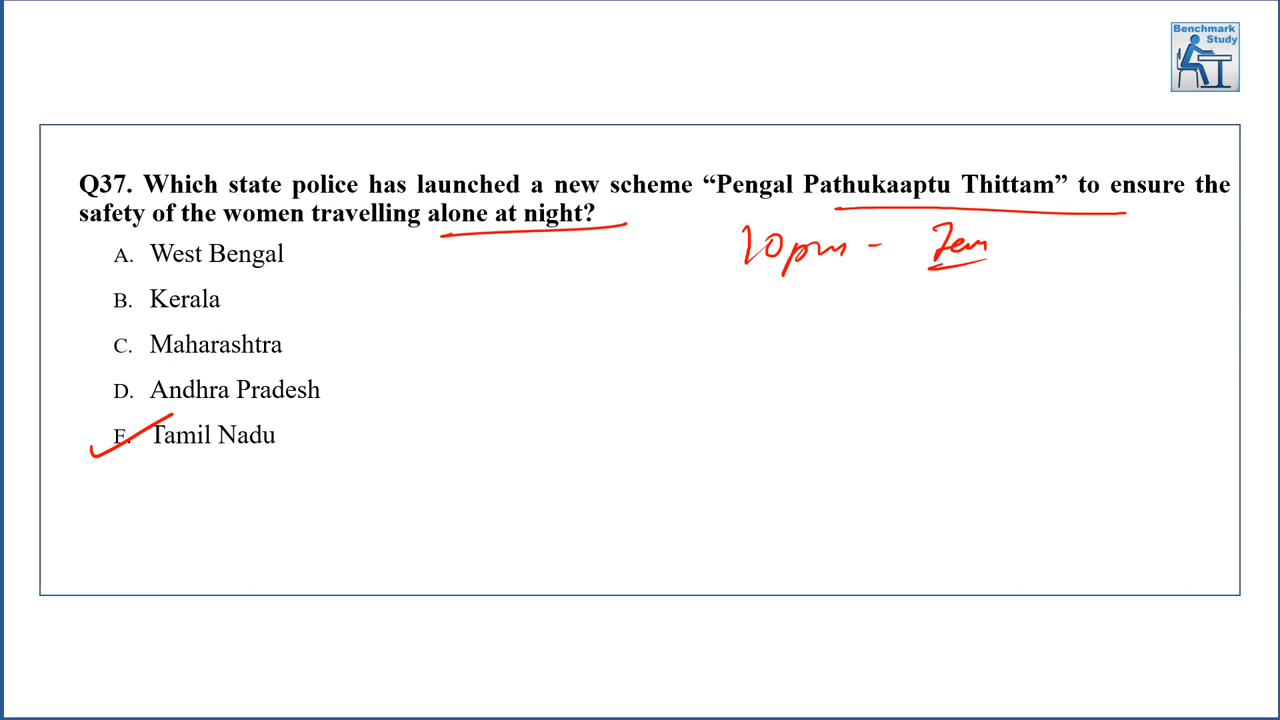 Benchmark
Study
Q37. Which state police has launched a new scheme “Pengal Pathukaaptu Thittam” to ensure the
safety of the women travelling alone at night?
A. West Bengal
10pm -
B. Kerala
C. Maharashtra
D. Andhra Pradesh
E. Tamil Nadu